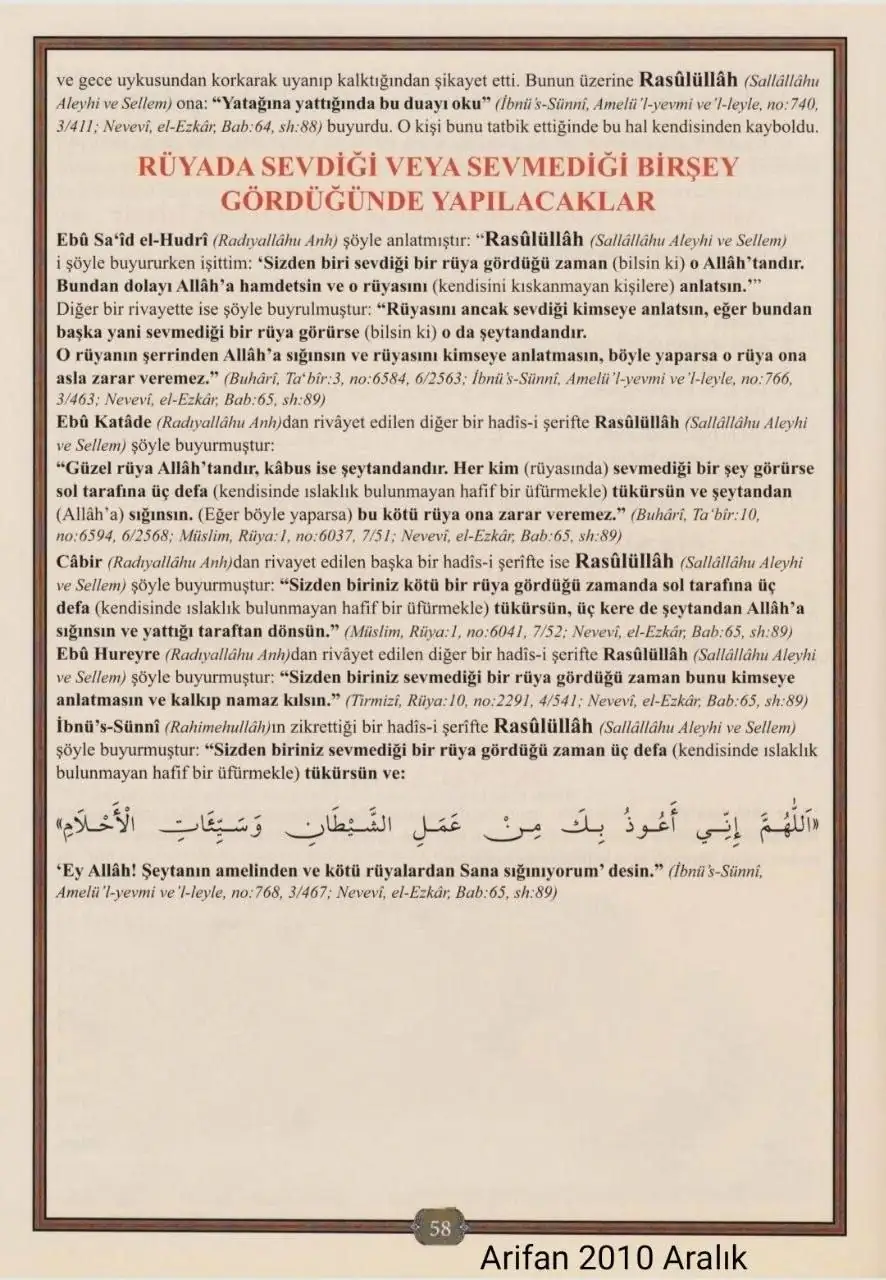 ve gece uykusundan korkarak uyanıp kalktığından şikayet etti. Bunun üzerine Rasûlüllâh (Sallâllâhu
Aleyhi ve Sellem) ona: “Yatağına yattığında bu duayı oku” (İbnü’s-Sünnî, Amelü’l-yevmi ve’l-leyle, no:740,
3/411; Nevevî, el-Ezkâr, Bab:64, sh:88) buyurdu. O kişi bunu tatbik ettiğinde bu hal kendisinden kayboldu.
RÜYADA SEVDİĞİ VEYA SEVMEDİĞİ BİRŞEY
GÖRDÜĞÜNDE YAPILACAKLAR
Ebû Sa‘îd el-Hudrî (Radıyallâhu Anh) şöyle anlatmıştır: “Rasûlüllâh (Sallâllâhu Aleyhi ve Sellem)
i şöyle buyururken işittim: ‘Sizden biri sevdiği bir rüya gördüğü zaman (bilsin ki) o Allâh’tandır.
Bundan dolayı Allâh’a hamdetsin ve o rüyasını (kendisini kıskanmayan kişilere) anlatsın.’”
Diğer bir rivayette ise şöyle buyrulmuştur: “Rüyasını ancak sevdiği kimseye anlatsın, eğer bundan
başka yani sevmediği bir rüya görürse (bilsin ki) o da şeytandandır.
O rüyanın şerrinden Allâh’a sığınsın ve rüyasını kimseye anlatmasın, böyle yaparsa o rüya ona
asla zarar veremez.” (Buhârî, Ta‘bîr:3, no:6584, 6/2563; İbnü’s-Sünnî, Amelü’l-yevmi ve’l-leyle, no:766,
3/463; Nevevî, el-Ezkâr, Bab:65, sh:89)
Ebû Katâde (Radıyallâhu Anh)dan rivâyet edilen diğer bir hadîs-i şerifte Rasûlüllâh (Sallâllâhu Aleyhi
ve Sellem) şöyle buyurmuştur:
“Güzel rüya Allâh’tandır, kâbus ise şeytandandır. Her kim (rüyasında) sevmediği bir şey görürse
sol tarafına üç defa (kendisinde ıslaklık bulunmayan hafif bir üfürmekle) tükürsün ve şeytandan
(Allâh’a) sığınsın. (Eğer böyle yaparsa) bu kötü rüya ona zarar veremez.” (Buhârî, Ta‘bîr:10,
no:6594, 6/2568; Müslim, Rüya:1, no:6037, 7/51; Nevevî, el-Ezkâr, Bab:65, sh:89)
Câbir (Radıyallâhu Anh)dan rivayet edilen başka bir hadîs-i şerîfte ise Rasûlüllâh (Sallâllâhu Aleyhi
ve Sellem) şöyle buyurmuştur: “Sizden biriniz kötü bir rüya gördüğü zamanda sol tarafına üç
defa (kendisinde ıslaklık bulunmayan hafif bir üfürmekle) tükürsün, üç kere de şeytandan Allâh’a
sığınsın ve yattığı taraftan dönsün.” (Müslim, Rüya:1, no:6041, 7/52; Nevevî, el-Ezkâr, Bab:65, sh:89)
Ebû Hureyre (Radıyallâhu Anh)dan rivâyet edilen diğer bir hadîs-i şerifte Rasûlüllâh (Sallâllâhu Aleyhi
ve Sellem) şöyle buyurmuştur: “Sizden biriniz sevmediği bir rüya gördüğü zaman bunu kimseye
anlatmasın ve kalkıp namaz kılsın.” (Tirmizî, Rüya:10, no:2291, 4/541; Nevevî, el-Ezkâr, Bab:65, sh:89)
İbnü’s-Sünnî (Rahimehullâh)ın zikrettiği bir hadîs-i şerîfte Rasûlüllâh (Sallâllâhu Aleyhi ve Sellem)
şöyle buyurmuştur: “Sizden biriniz sevmediği bir rüya gördüğü zaman üç defa (kendisinde ıslaklık
bulunmayan hafif bir üfürmekle) tükürsün ve:
«اَللّٰهُمَّ إِنِّي أَعُوذُ بِكَ مِنْ عَمَلِ الشَّيْطَانِ وَسَيِّئَاتِ الْأَحْلَامِ»
‘Ey Allâh! Şeytanın amelinden ve kötü rüyalardan Sana sığınıyorum’ desin.” (İbnü’s-Sünnî,
Amelü’l-yevmi ve’l-leyle, no:768, 3/467; Nevevî, el-Ezkâr, Bab:65, sh:89)
58
Arifan 2010 Aralık